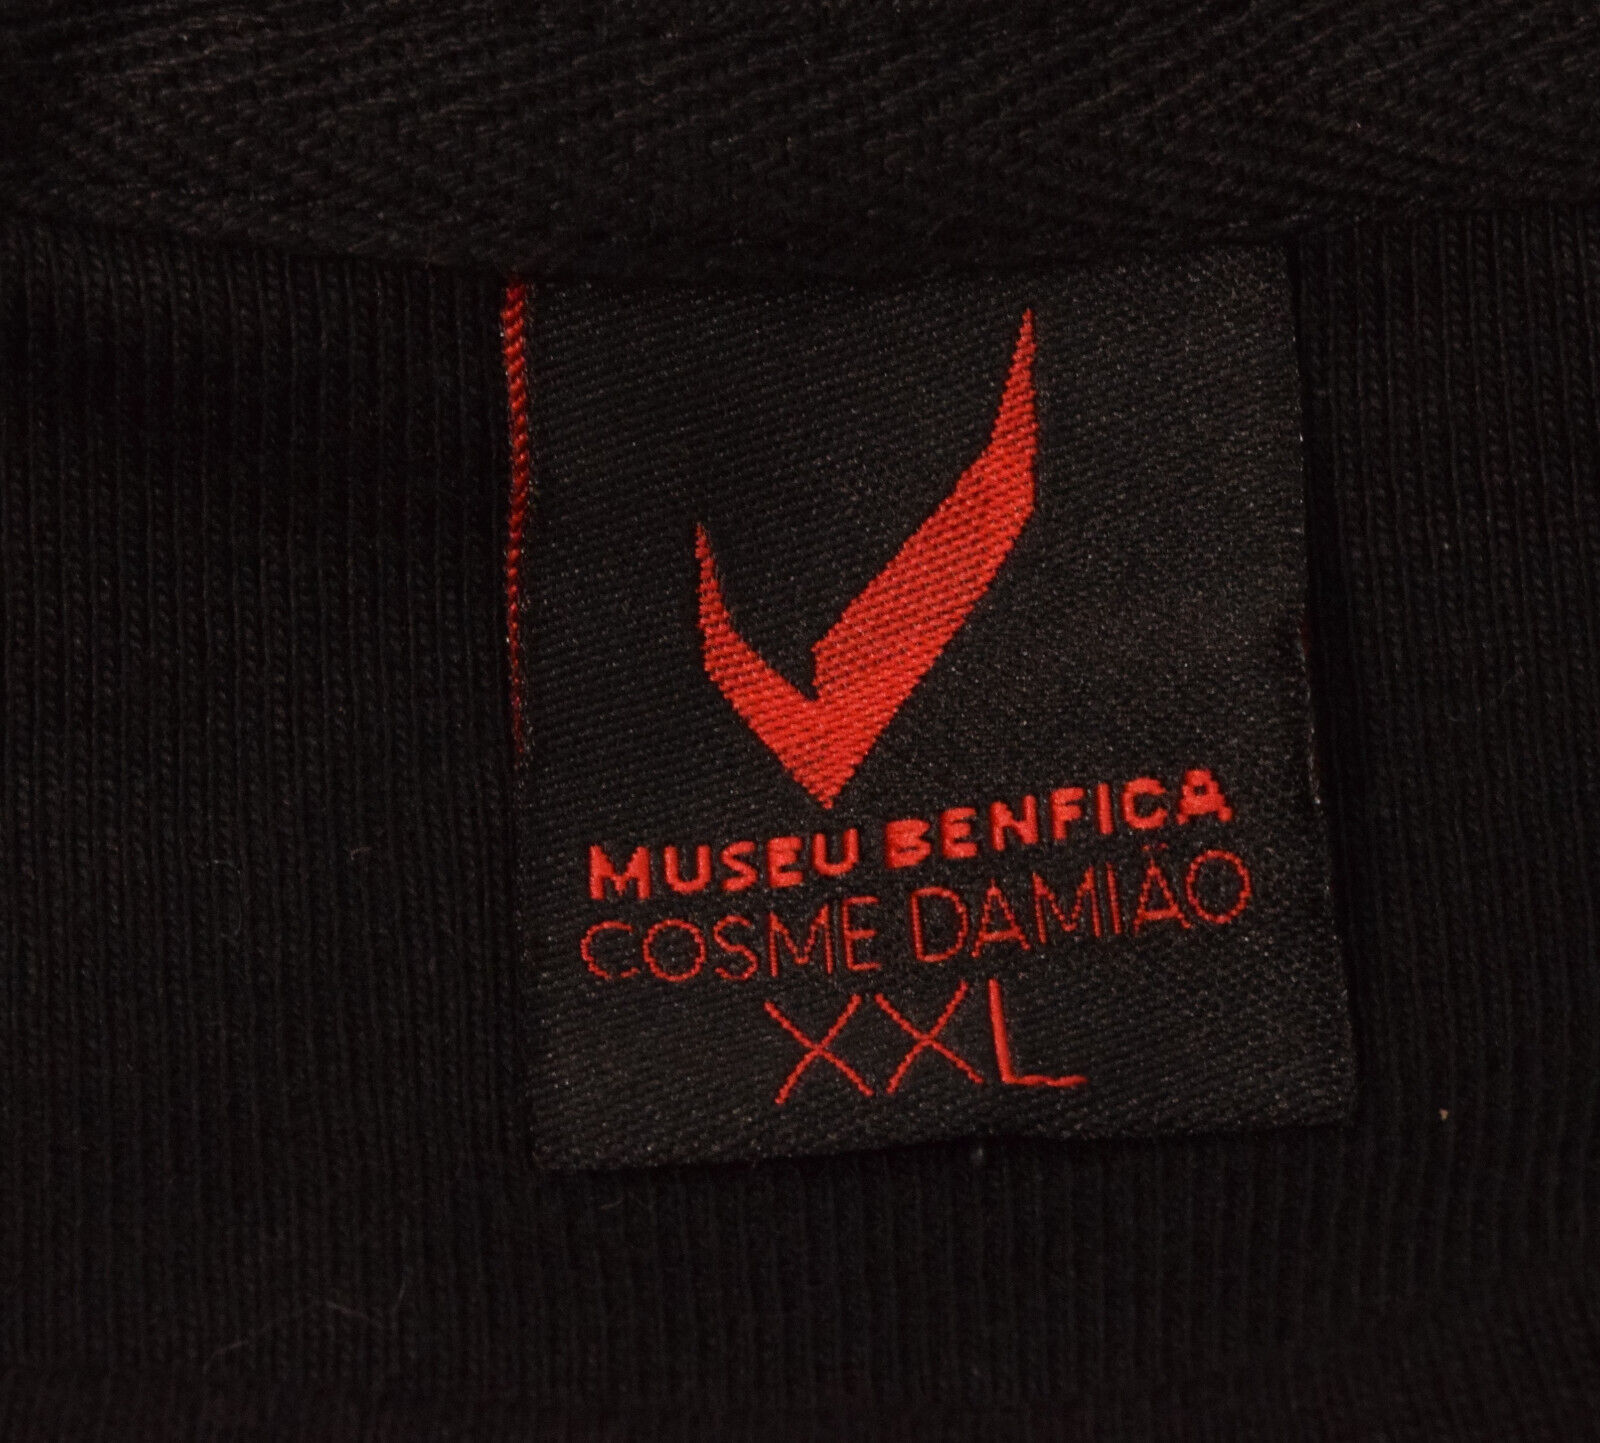 MUSEU BENFICA
COSME DAMIÃO
XXL